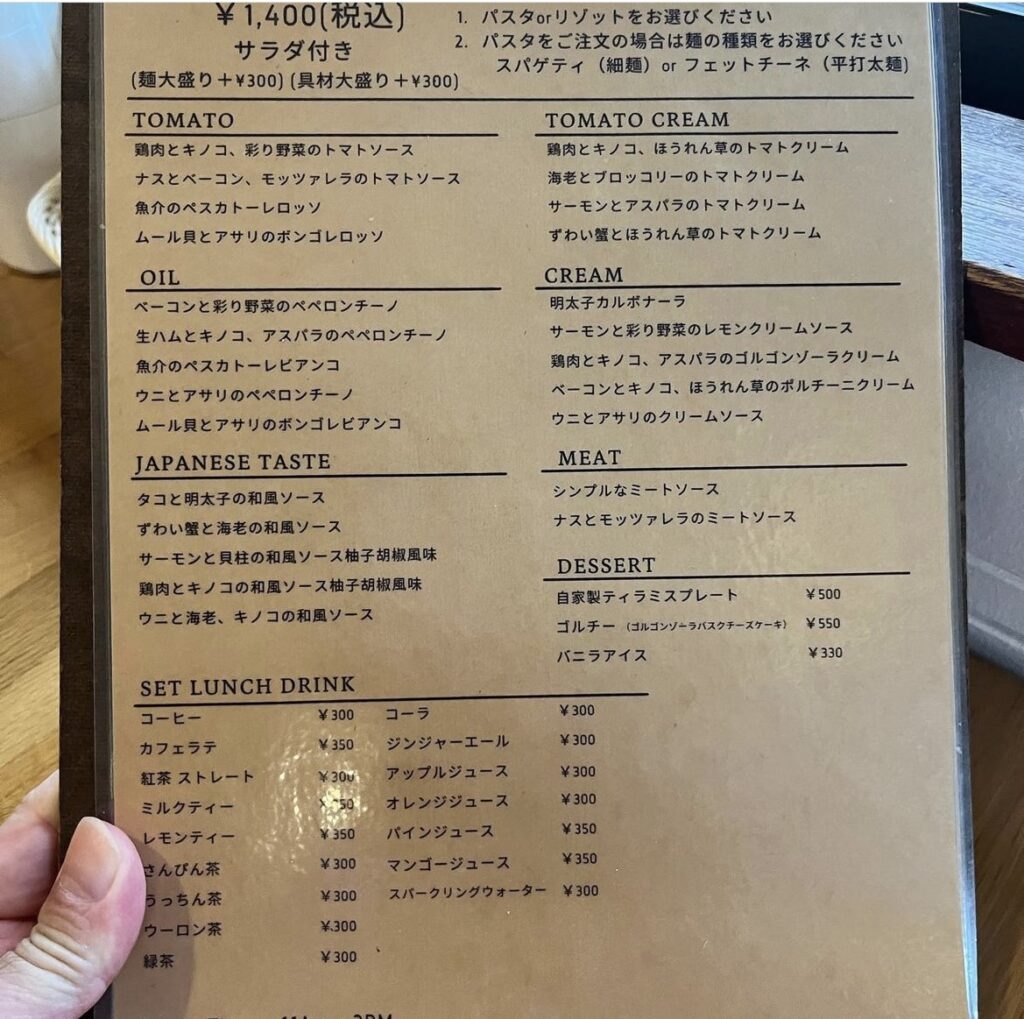 ¥1,400(税込)
サラダ付き
(麺大盛り+¥300) (具材大盛り+¥300)
1. パスタorリゾットをお選びください
2. パスタをご注文の場合は麺の種類をお選びください
スパゲティ(細麺)or フェットチーネ(平打太麺)
TOMATO
鶏肉とキノコ、彩り野菜のトマトソース
ナスとベーコン、モッツァレラのトマトソース
魚介のペスカトーレロッソ
ムール貝とアサリのボンゴレロッソ
OIL
ベーコンと彩り野菜のペペロンチーノ
生ハムとキノコ、アスパラのペペロンチーノ
魚介のペスカトーレビアンコ
ウニとアサリのペペロンチーノ
ムール貝とアサリのボンゴレビアンコ
JAPANESE TASTE
タコと明太子の和風ソース
ずわい蟹と海老の和風ソース
サーモンと貝柱の和風ソース柚子胡椒風味
鶏肉とキノコの和風ソース柚子胡椒風味
ウニと海老、キノコの和風ソース
TOMATO CREAM
鶏肉とキノコ、ほうれん草のトマトクリーム
海老とブロッコリーのトマトクリーム
サーモンとアスパラのトマトクリーム
ずわい蟹とほうれん草のトマトクリーム
CREAM
明太子カルボナーラ
サーモンと彩り野菜のレモンクリームソース
鶏肉とキノコ、アスパラのゴルゴンゾーラクリーム
ベーコンとキノコ、ほうれん草のポルチーニクリーム
ウニとアサリのクリームソース
MEAT
シンプルなミートソース
ナスとモッツァレラのミートソース
DESSERT
自家製ティラミスプレート ¥500
ゴルチー (ゴルゴンゾーラバスクチーズケーキ) ¥550
バニラアイス ¥330
SET LUNCH DRINK
コーヒー ¥300
カフェラテ ¥350
紅茶 ストレート ¥300
ミルクティー
レモンティー ¥350
さんぴん茶 ¥300
うっちん茶 ¥300
ウーロン茶 ¥300
緑茶 ¥300
コーラ ¥300
ジンジャーエール ¥300
アップルジュース ¥300
オレンジジュース ¥300
パインジュース ¥350
マンゴージュース ¥350
スパークリングウォーター ¥300